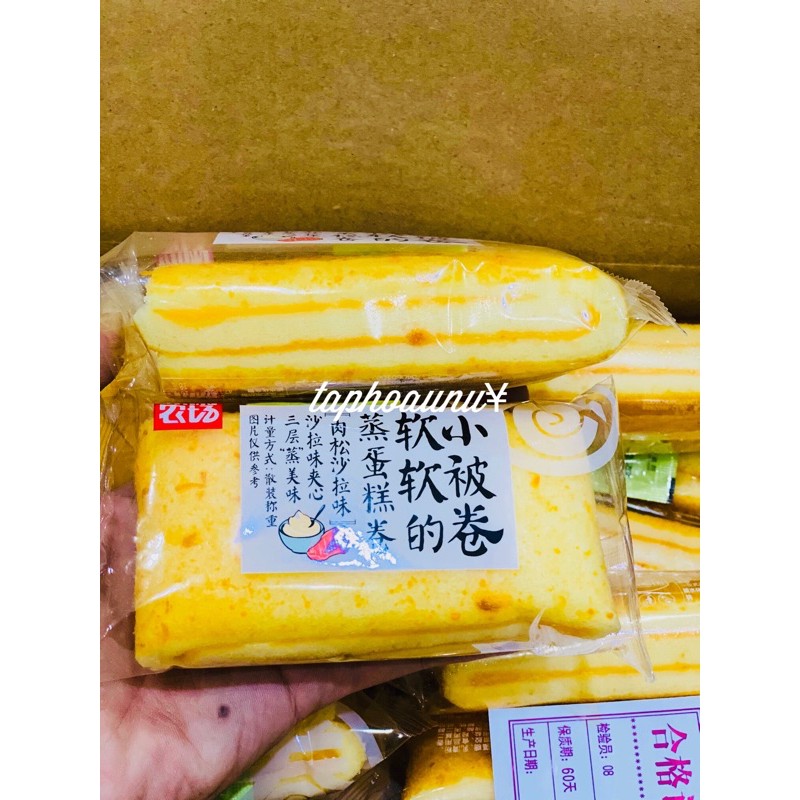 taphoaunu¥
农场
小被卷
软软的
蒸蛋糕卷
[肉松沙拉味]
沙拉味夹心
三层"蒸"美味
计量方式:散装称重
图片仅供参考
合格
检验员: 08
保质期: 60天
生产日期: